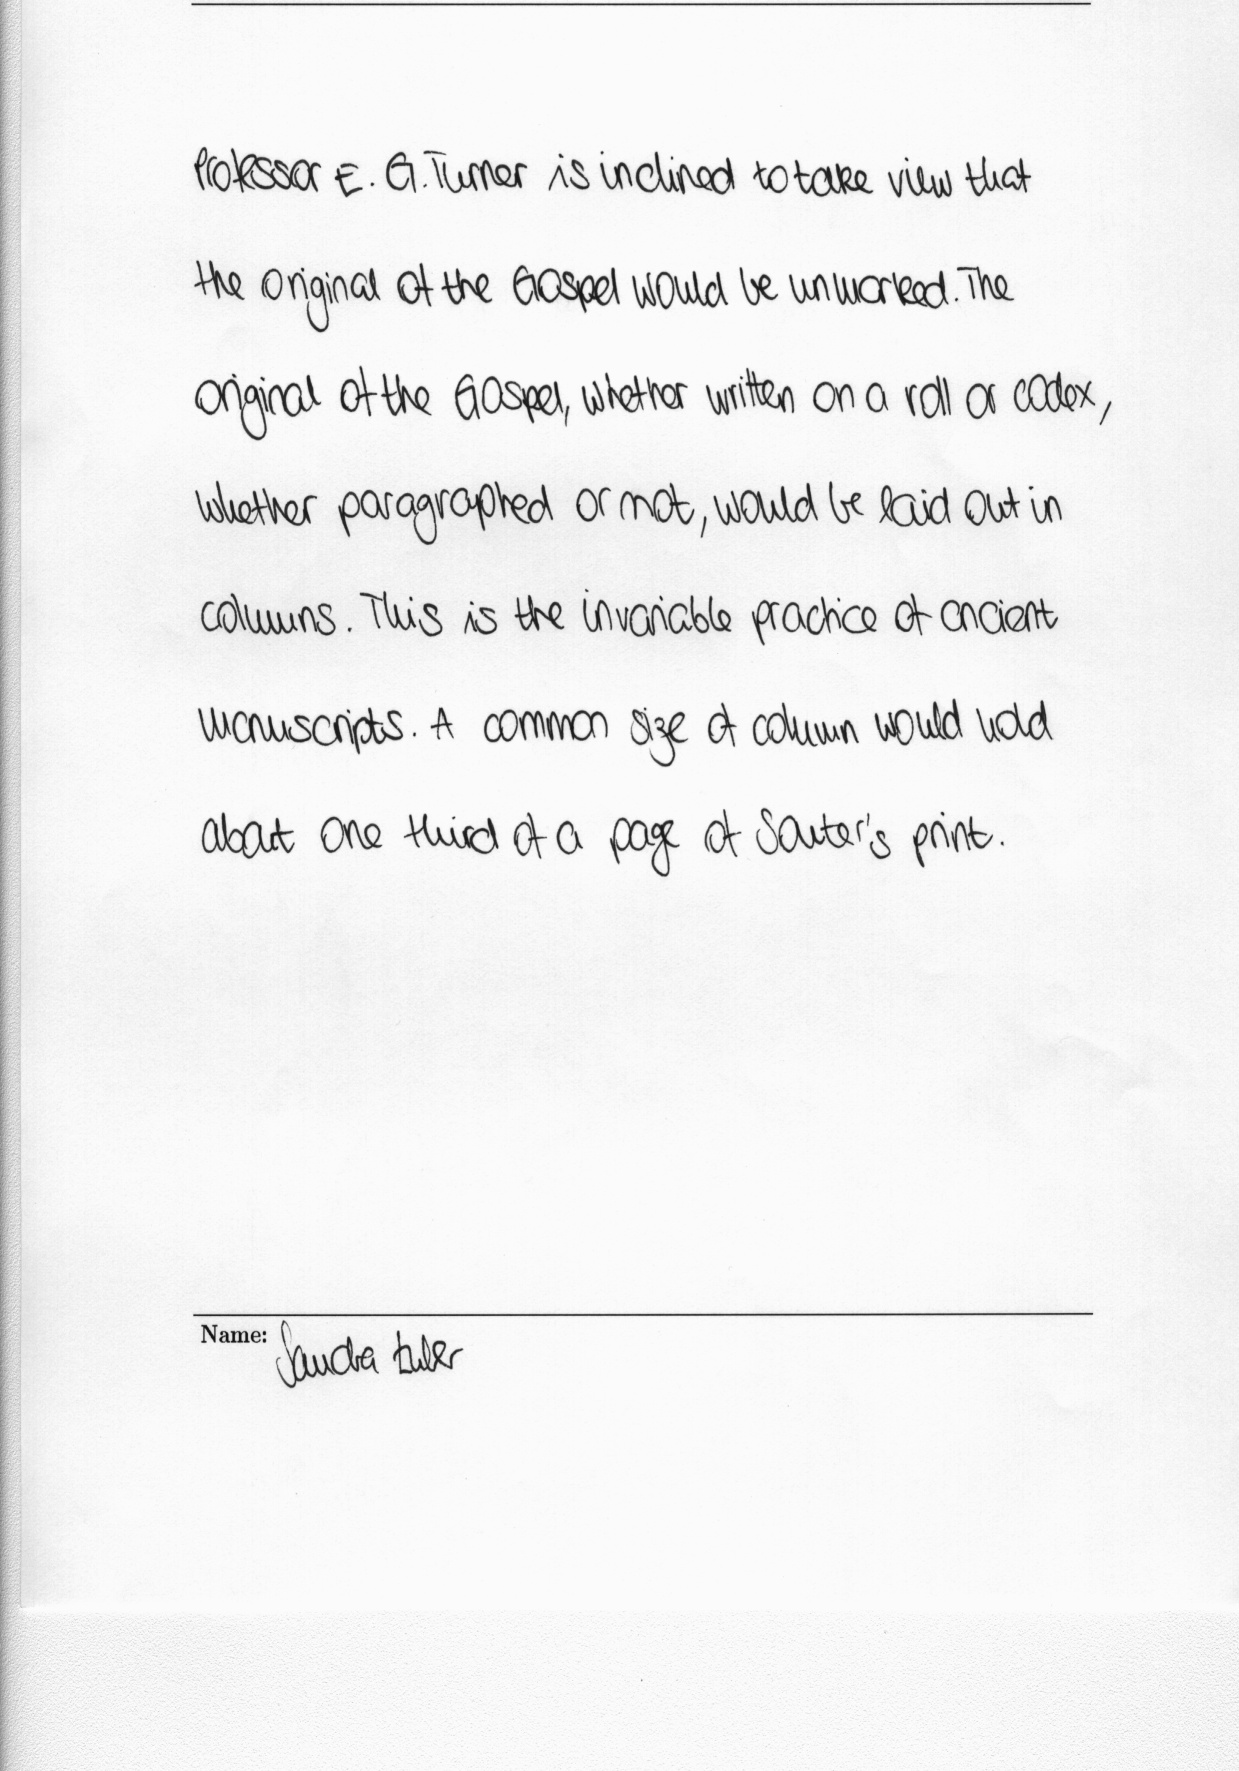 Professor E. G. Turner is inclined to take view that
the original of the Gospel would be unworked. The
original of the Gospel, whether written on a roll or codex,
whether paragraphed or not, would be laid out in
columns. This is the invariable practice of ancient
manuscripts. A common size of column would hold
about one third of a page of Souter's print.
Name: Sandra